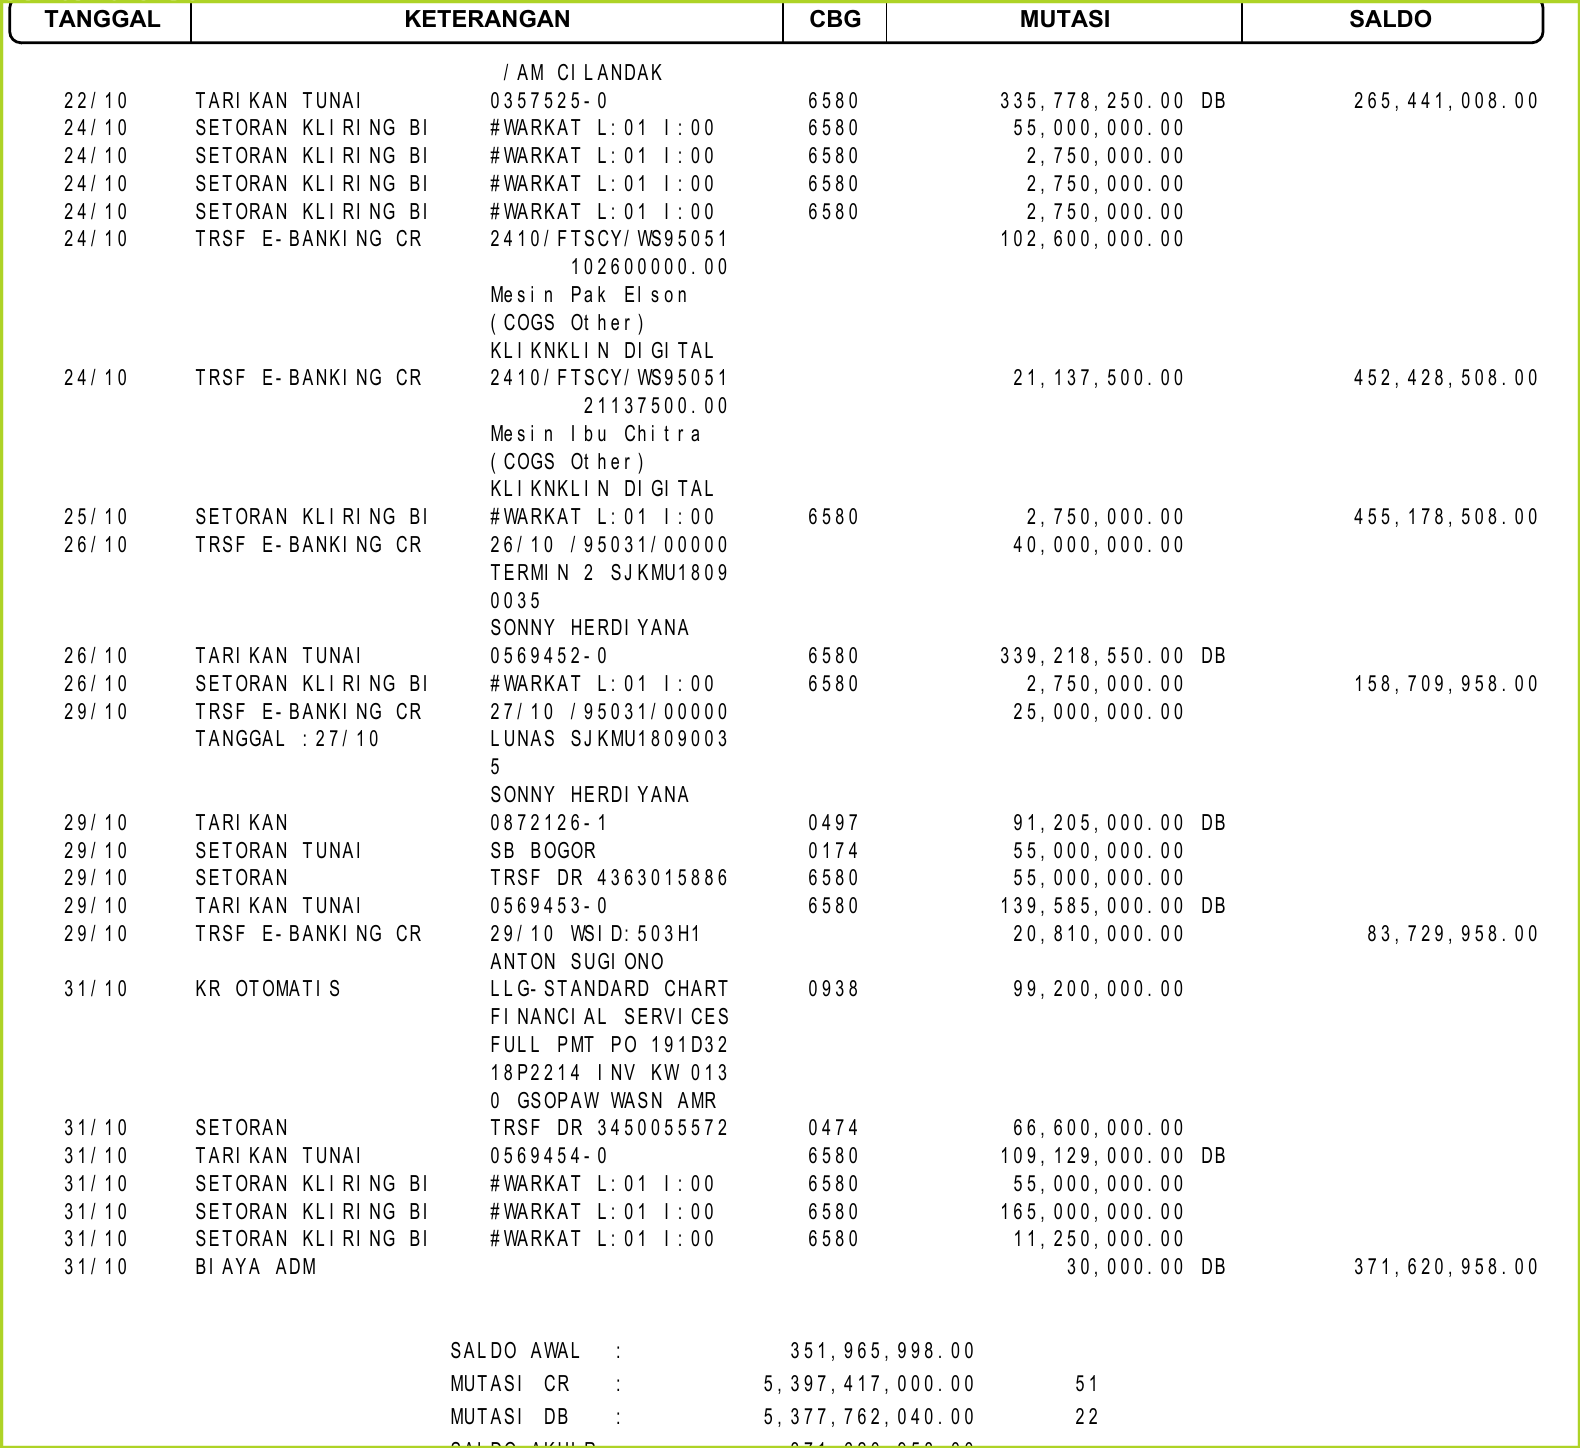 TANGGAL KETERANGAN CBG MUTASI SALDO
/AM CILANDAK
22/10 TARIKAN TUNAI 0357525-0 6580 335,778,250.00 DB 265,441,008.00
24/10 SETORAN KLIRING BI #WARKAT L:01 I:00 6580 55,000,000.00
24/10 SETORAN KLIRING BI #WARKAT L:01 I:00 6580 2,750,000.00
24/10 SETORAN KLIRING BI #WARKAT L:01 I:00 6580 2,750,000.00
24/10 SETORAN KLIRING BI #WARKAT L:01 I:00 6580 2,750,000.00
24/10 TRSF E-BANKING CR 2410/FTSCY/WS95051 102,600,000.00
102600000.00
Mesin Pak Elson
(COGS Other)
KLIKNKLIN DIGITAL
24/10 TRSF E-BANKING CR 2410/FTSCY/WS95051 21,137,500.00 452,428,508.00
21137500.00
Mesin Ibu Chitra
(COGS Other)
KLIKNKLIN DIGITAL
25/10 SETORAN KLIRING BI #WARKAT L:01 I:00 6580 2,750,000.00 455,178,508.00
26/10 TRSF E-BANKING CR 26/10 /95031/00000 40,000,000.00
TERMIN 2 SJKMU1809
0035
SONNY HERDIYANA
26/10 TARIKAN TUNAI 0569452-0 6580 339,218,550.00 DB
26/10 SETORAN KLIRING BI #WARKAT L:01 I:00 6580 2,750,000.00 158,709,958.00
29/10 TRSF E-BANKING CR 27/10 /95031/00000 25,000,000.00
TANGGAL :27/10 LUNAS SJKMU1809003
5
SONNY HERDIYANA
29/10 TARIKAN 0872126-1 0497 91,205,000.00 DB
29/10 SETORAN TUNAI SB BOGOR 0174 55,000,000.00
29/10 SETORAN TRSF DR 4363015886 6580 55,000,000.00
29/10 TARIKAN TUNAI 0569453-0 6580 139,585,000.00 DB
29/10 TRSF E-BANKING CR 29/10 WSID:503H1 20,810,000.00 83,729,958.00
ANTON SUGIONO
31/10 KR OTOMATIS LLG-STANDARD CHART 0938 99,200,000.00
FINANCIAL SERVICES
FULL PMT PO 191D32
18P2214 INV KW 013
0 GSOPAW WASN AMR
31/10 SETORAN TRSF DR 3450055572 0474 66,600,000.00
31/10 TARIKAN TUNAI 0569454-0 6580 109,129,000.00 DB
31/10 SETORAN KLIRING BI #WARKAT L:01 I:00 6580 55,000,000.00
31/10 SETORAN KLIRING BI #WARKAT L:01 I:00 6580 165,000,000.00
31/10 SETORAN KLIRING BI #WARKAT L:01 I:00 6580 11,250,000.00
31/10 BIAYA ADM 30,000.00 DB 371,620,958.00
SALDO AWAL : 351,965,998.00
MUTASI CR : 5,397,417,000.00 51
MUTASI DB : 5,377,762,040.00 22